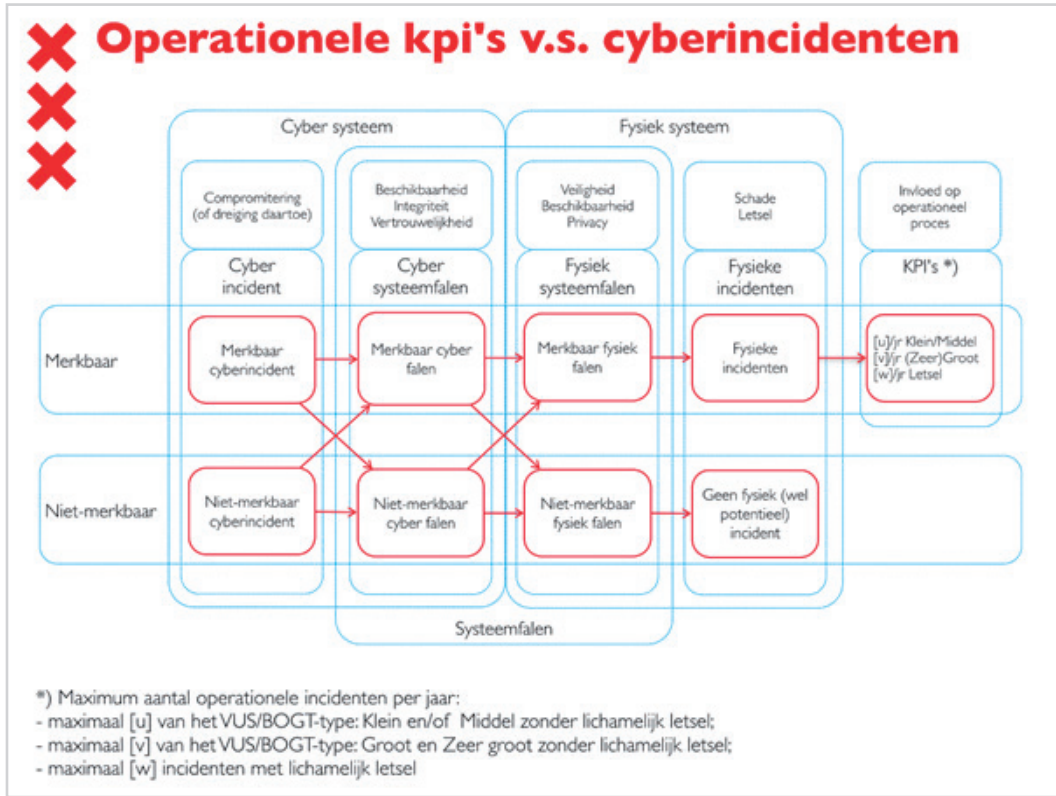 Operationele kpi's v.s. cyberincidenten
Cyber systeem
Fysiek systeem
Compromitering
(of dreiging daartoe)
Beschikbaarheid
Integriteit
Vertrouwelijkheid
Veiligheid
Beschikbaarheid
Privacy
Schade
Letsel
Invloed op
operationeel
proces
Cyber
incident
Cyber
systeemfalen
Fysiek
systeemfalen
Fysieke
incidenten
KPI's *)
Merkbaar
Merkbaar
cyberincident
Merkbaar cyber
falen
Merkbaar fysiek
falen
Fysieke
incidenten
[u]/jr Klein/Middel
[v]/jr (Zeer)Groot
[w]/jr Letsel
Niet-merkbaar
Niet-merkbaar
cyberincident
Niet-merkbaar
cyber falen
Niet-merkbaar
fysiek falen
Geen fysiek (wel
potentieel)
incident
Systeemfalen
*) Maximum aantal operationele incidenten per jaar:
- maximaal [u] van het VUS/BOGT-type: Klein en/of Middel zonder lichamelijk letsel;
- maximaal [v] van het VUS/BOGT-type: Groot en Zeer groot zonder lichamelijk letsel;
- maximaal [w] incidenten met lichamelijk letsel